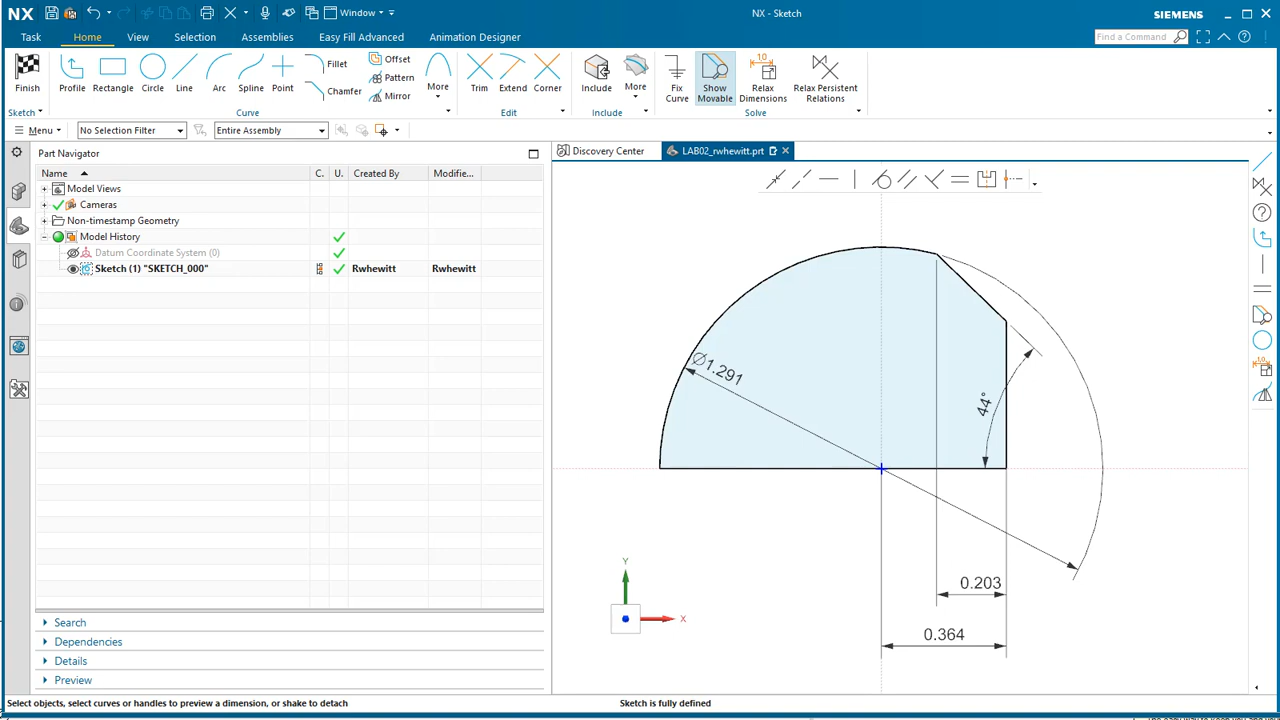 NX
Window
NX - Sketch
SIEMENS
Task
Home
View
Selection
Assemblies
Easy Fill Advanced
Animation Designer
Find a Command
Finish
Profile
Rectangle
Circle
Line
Arc
Spline
Point
Fillet
Chamfer
Offset
Pattern
Mirror
More
Trim
Extend
Corner
Include
More
Fix
Curve
Show
Movable
Relax
Dimensions
Relax Persistent
Relations
Sketch
Curve
Edit
Include
Solve
Menu
No Selection Filter
Entire Assembly
Part Navigator
Discovery Center
LAB02_rwhewitt.prt
Name
C.
U.
Created By
Modifie...
Model Views
Cameras
Non-timestamp Geometry
Model History
Datum Coordinate System (0)
Sketch (1) "SKETCH_000"
Rwhewitt
Rwhewitt
Ø1.291
44°
0.203
0.364
Y
X
Search
Dependencies
Details
Preview
Select objects, select curves or handles to preview a dimension, or shake to detach
Sketch is fully defined